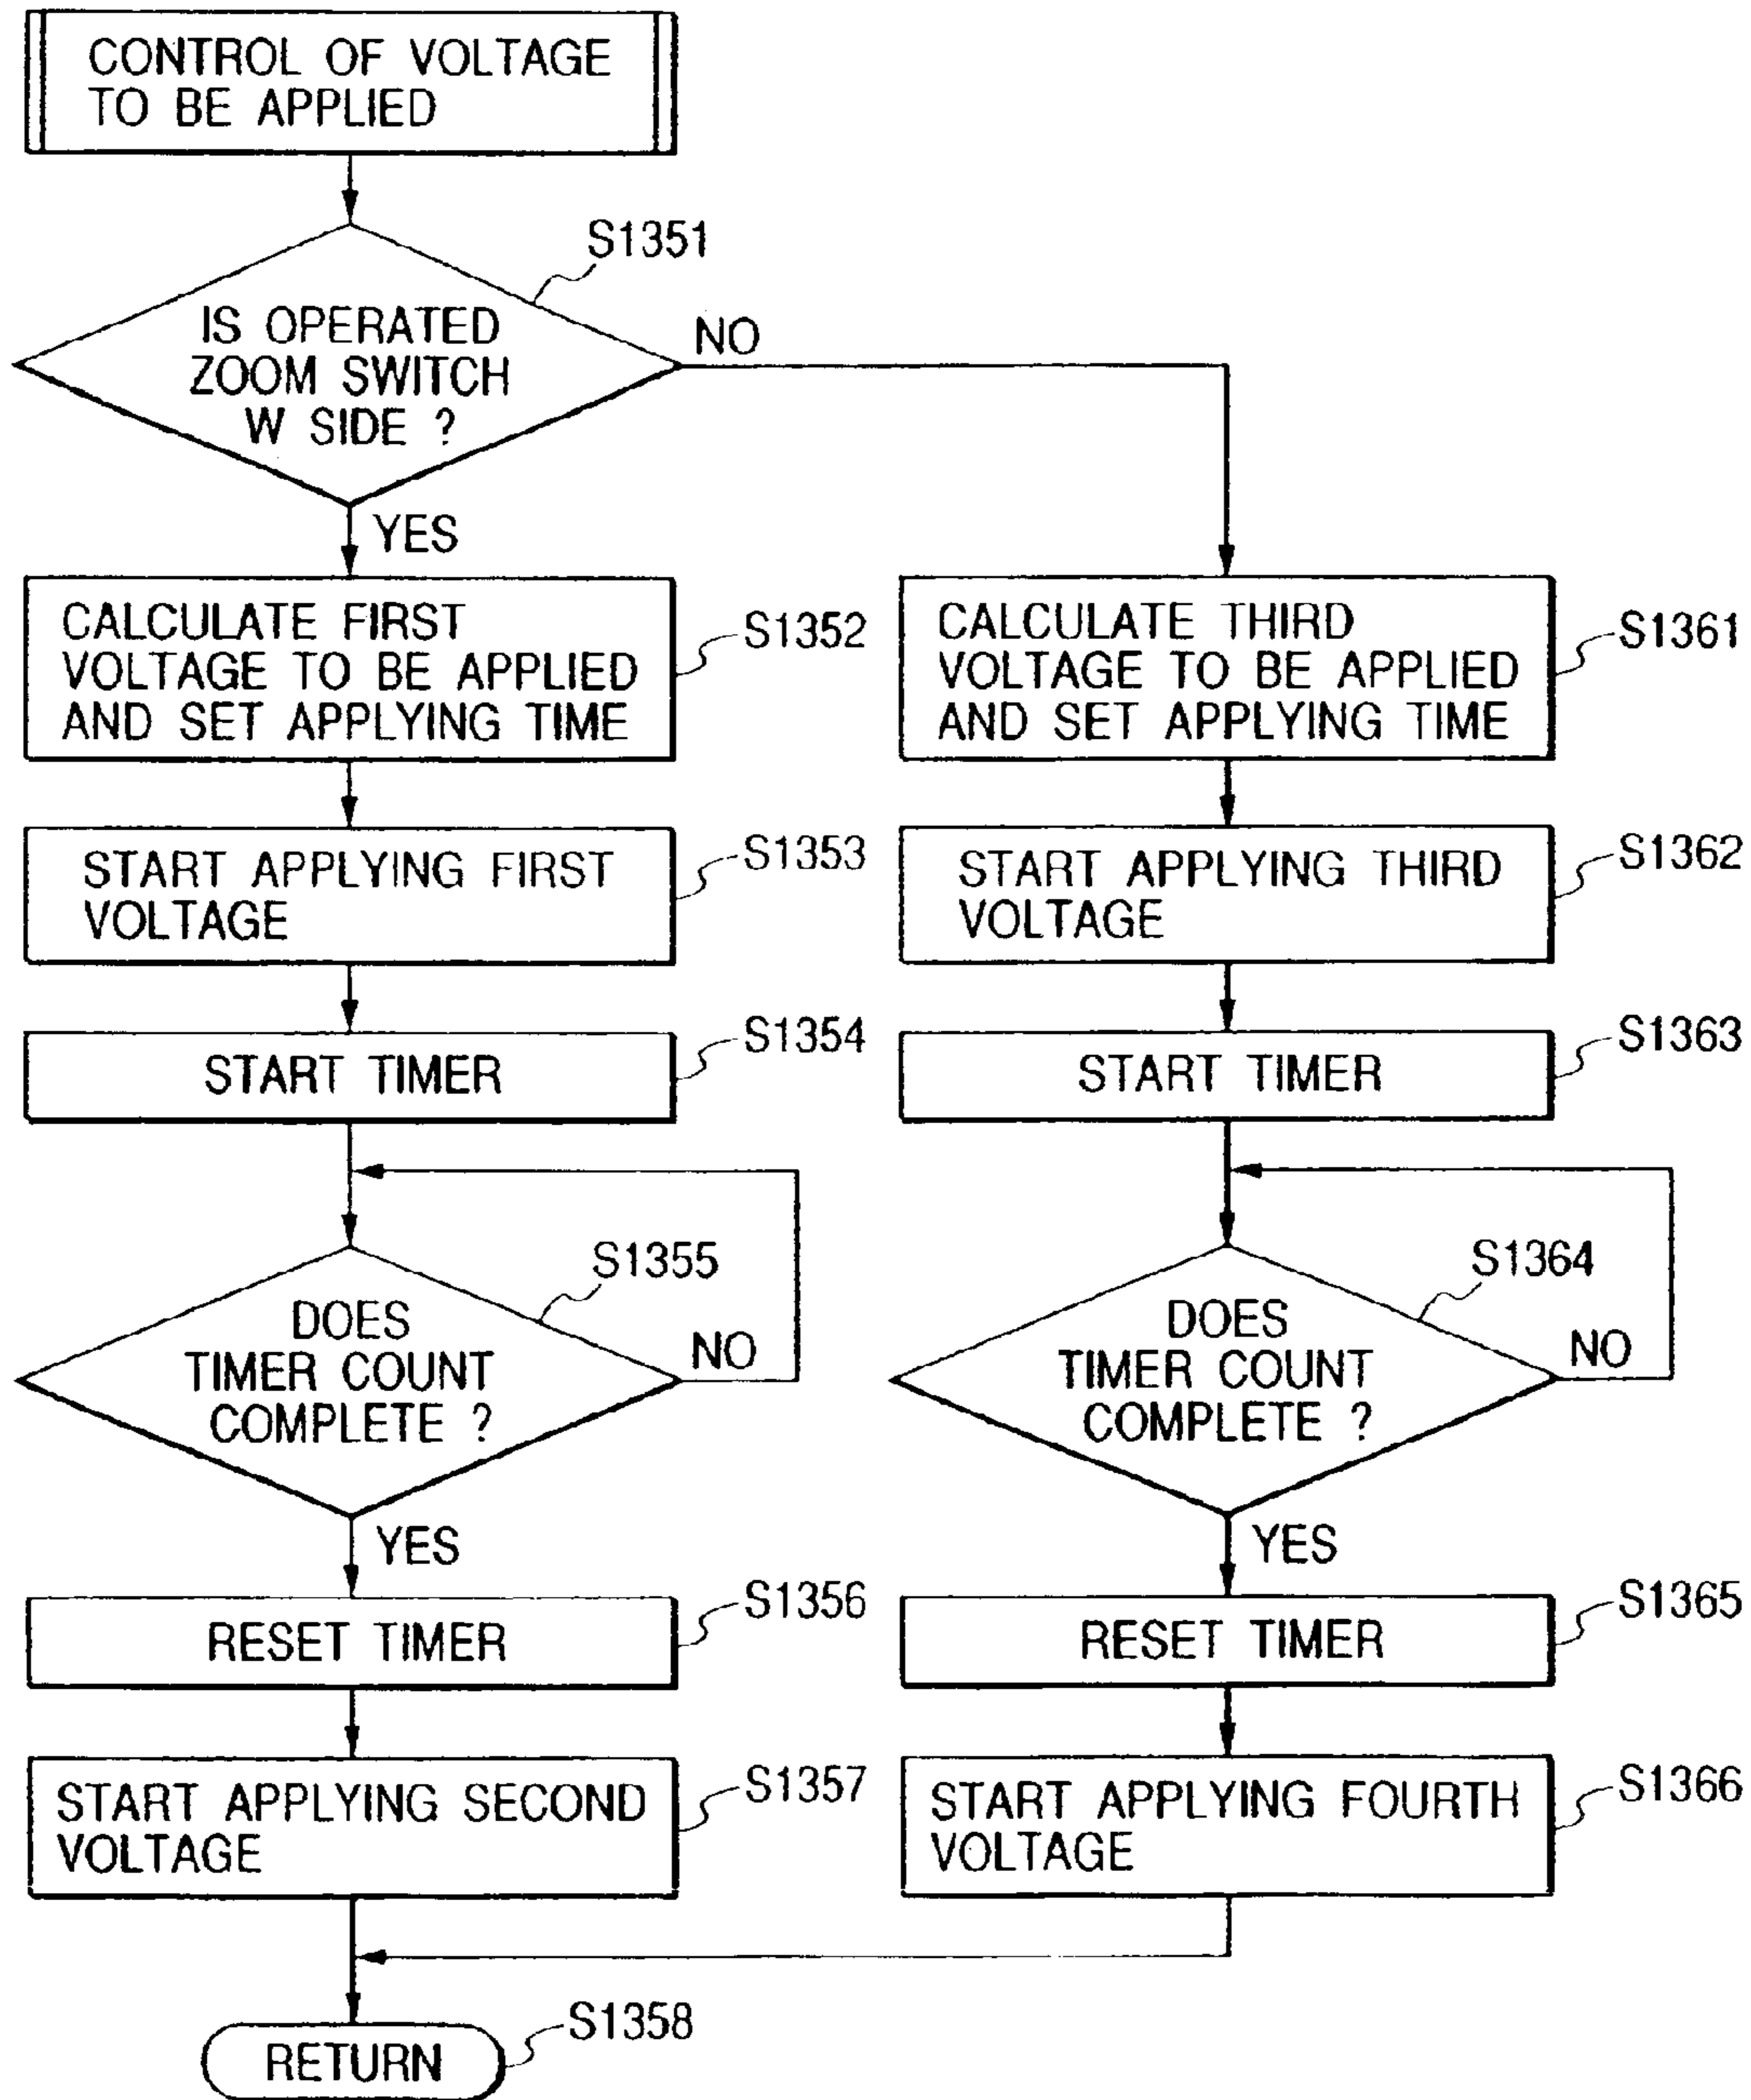 CONTROL OF VOLTAGE
TO BE APPLIED
S1351
IS OPERATED
ZOOM SWITCH
W SIDE ?
NO
YES
CALCULATE FIRST
VOLTAGE TO BE APPLIED
AND SET APPLYING TIME
S1352
START APPLYING FIRST
VOLTAGE
S1353
START TIMER
S1354
S1355
DOES
TIMER COUNT
COMPLETE ?
NO
YES
RESET TIMER
S1356
START APPLYING SECOND
VOLTAGE
S1357
CALCULATE THIRD
VOLTAGE TO BE APPLIED
AND SET APPLYING TIME
S1361
START APPLYING THIRD
VOLTAGE
S1362
START TIMER
S1363
S1364
DOES
TIMER COUNT
COMPLETE ?
NO
YES
RESET TIMER
S1365
START APPLYING FOURTH
VOLTAGE
S1366
RETURN
S1358